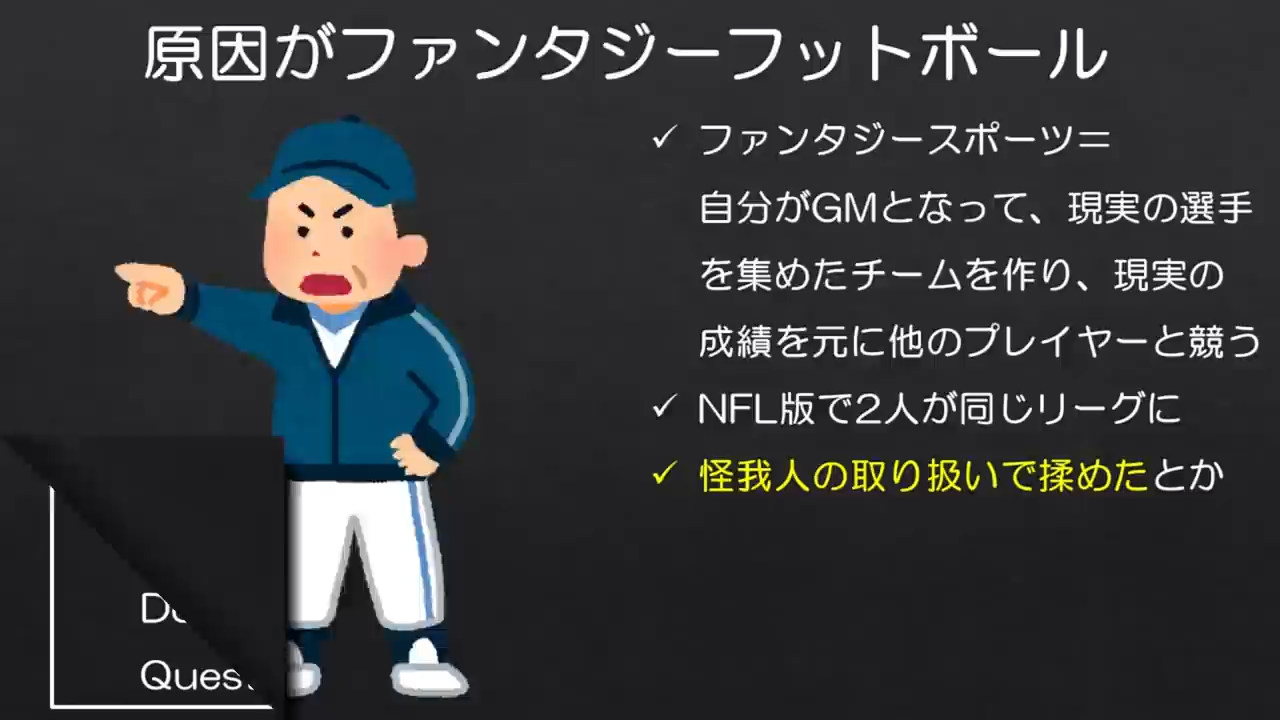 原因がファンタジーフットボール
✓ ファンタジースポーツ＝
自分がGMとなって、現実の選手
を集めたチームを作り、現実の
成績を元に他のプレイヤーと競う
✓ NFL版で2人が同じリーグに
✓ 怪我人の取り扱いで揉めたとか